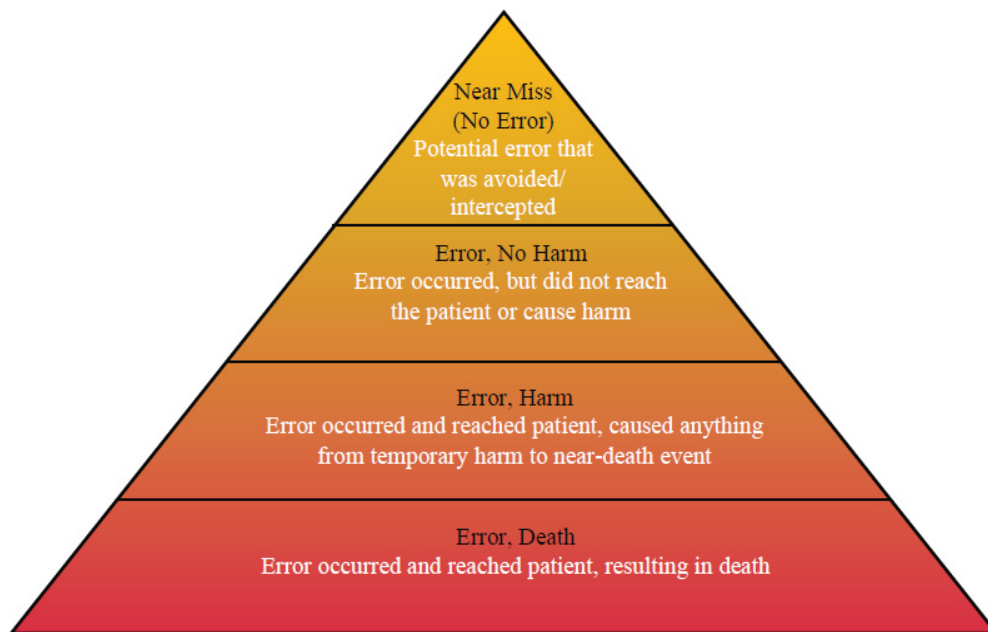 Near Miss
(No Error)
Potential error that
was avoided/
intercepted
Error, No Harm
Error occurred, but did not reach
the patient or cause harm
Error, Harm
Error occurred and reached patient, caused anything
from temporary harm to near-death event
Error, Death
Error occurred and reached patient, resulting in death